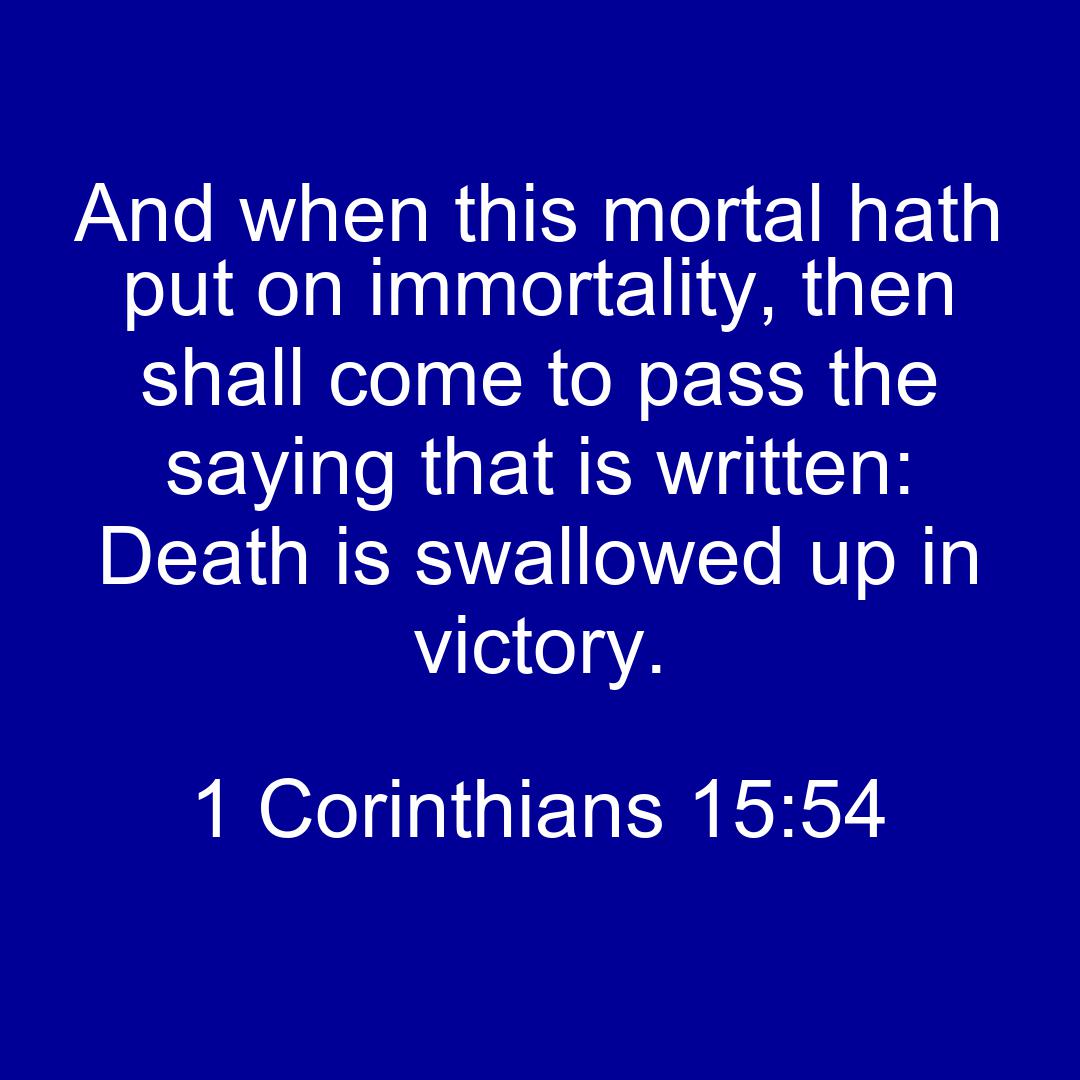 And when this mortal hath
put on immortality, then
shall come to pass the
saying that is written:
Death is swallowed up in
victory.
1 Corinthians 15:54